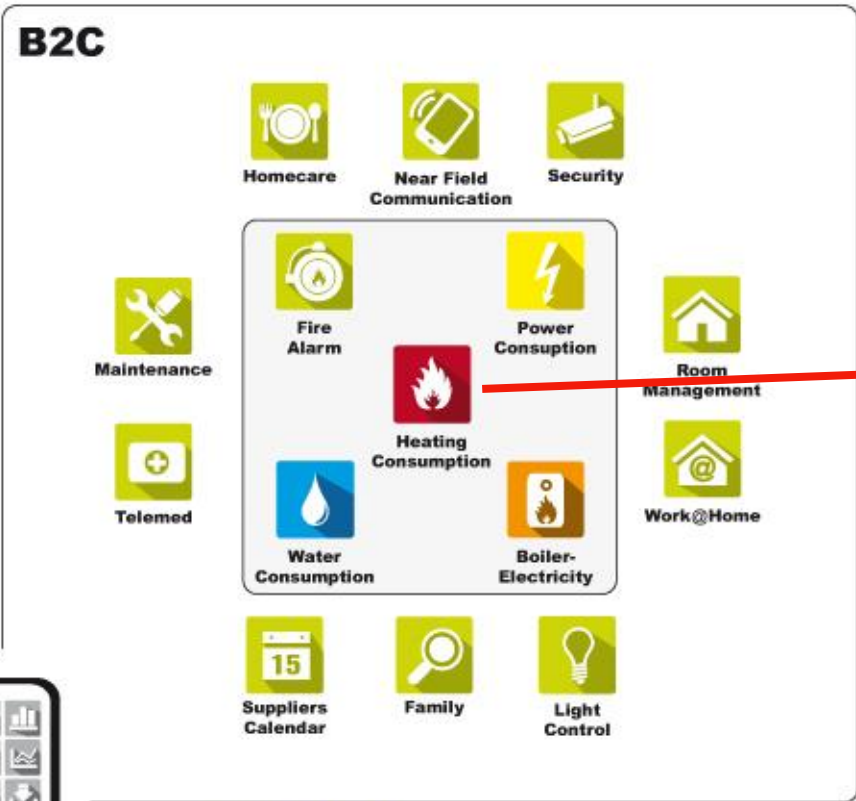 B2C
Homecare
Near Field
Communication
Security
Fire
Alarm
Power
Consuption
Maintenance
Room
Management
Heating
Consumption
Telemed
@
Work@Home
Water
Consumption
Boiler-
Electricity
15
Suppliers
Calendar
Family
Light
Control